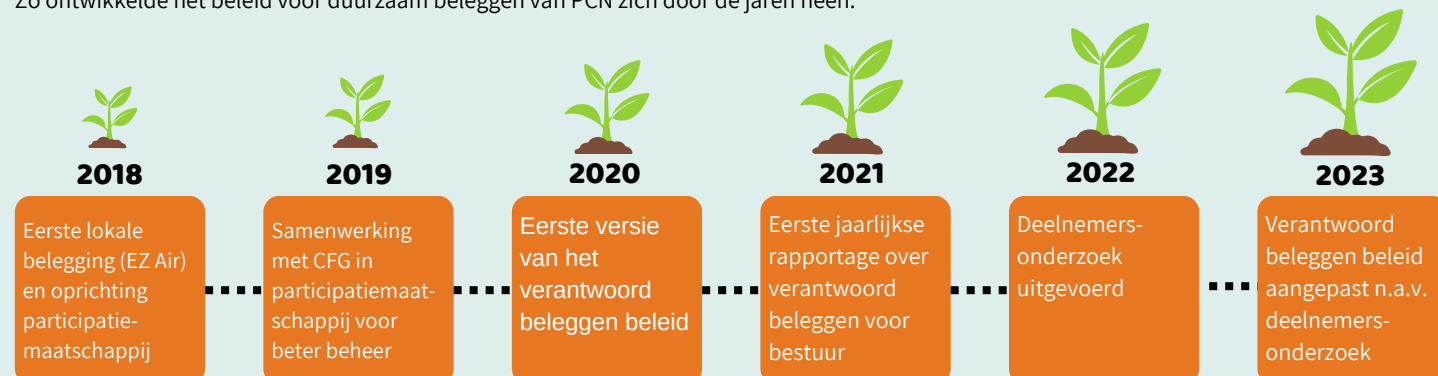 Zo ontwikkelde het beleid voor duurzaam beleggen van PCN zich door de jaren heen:
2018
Eerste lokale
belegging (EZ Air)
en oprichting
participatie-
maatschappij
2019
Samenwerking
met CFG in
participatiemaat-
schappij voor
beter beheer
2020
Eerste versie
van het
verantwoord
beleggen beleid
2021
Eerste jaarlijkse
rapportage over
verantwoord
beleggen voor
bestuur
2022
Deelnemers-
onderzoek
uitgevoerd
2023
Verantwoord
beleggen beleid
aangepast n.a.v.
deelnemers-
onderzoek